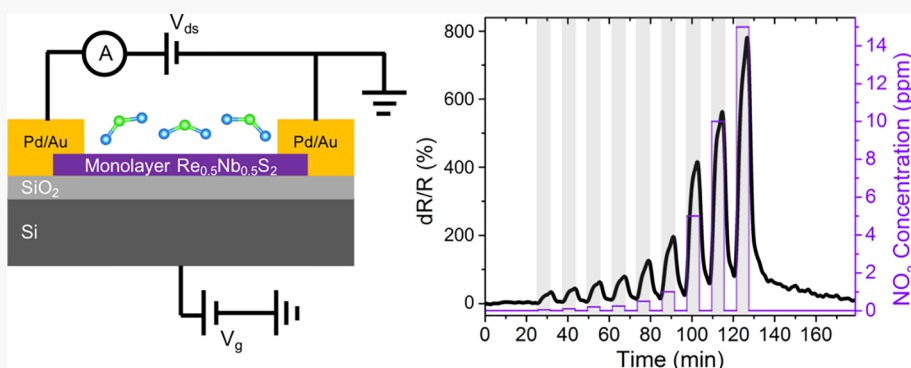 V_ds
A
Pd/Au
Pd/Au
Monolayer Re₀.₅Nb₀.₅S₂
SiO₂
Si
V_g
dR/R (%)
800
600
400
200
0
0 20 40 60 80 100 120 140 160
Time (min)
14
12
10
8
6
4
2
0
NO₂ Concentration (ppm)